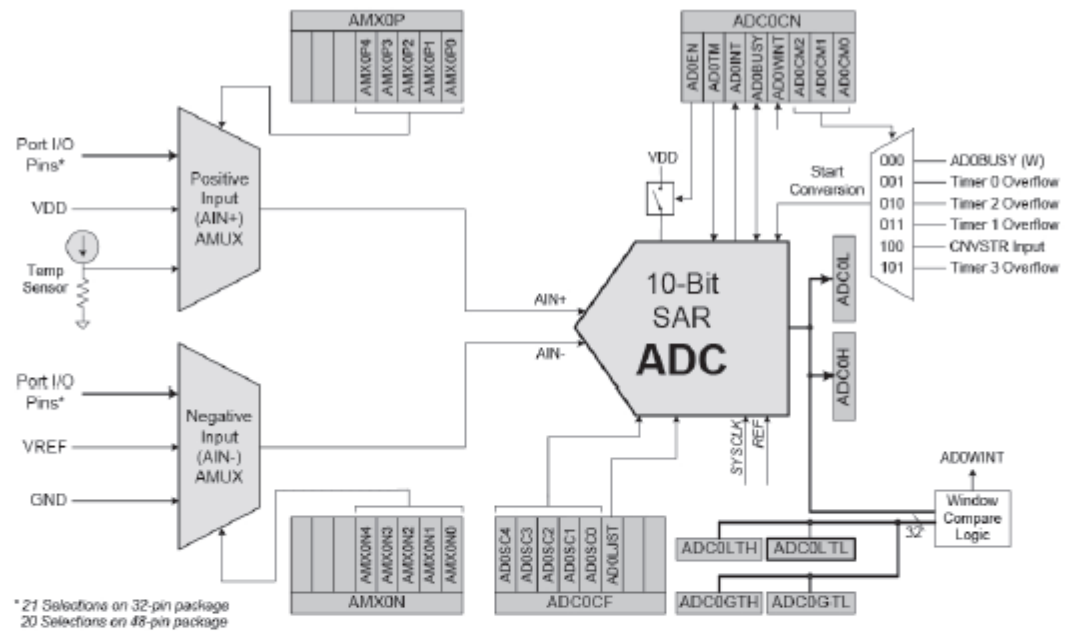 AMX0P
AMX0P4
AMX0P3
AMX0P2
AMX0P1
AMX0P0
ADC0CN
AD0EN
AD0TM
AD0INT
AD0BUSY
AD0WINT
AD0CM2
AD0CM1
AD0CM0
Port I/O
Pins*
VDD
Temp
Sensor
Positive
Input
(AIN+)
AMUX
VDD
Start
Conversion
000 AD0BUSY (W)
001 Timer 0 Overflow
010 Timer 2 Overflow
011 Timer 1 Overflow
100 CNVSTR Input
101 Timer 3 Overflow
AIN+
AIN-
10-Bit
SAR
ADC
ADC0L
ADC0H
SYSCLK
REF
Port I/O
Pins*
VREF
GND
Negative
Input
(AIN-)
AMUX
AMX0N4
AMX0N3
AMX0N2
AMX0N1
AMX0N0
AMX0N
AD0SC4
AD0SC3
AD0SC2
AD0SC1
AD0SC0
AD0LJST
ADC0CF
AD0WINT
Window
Compare
Logic
32
ADC0LTH
ADC0LTL
ADC0GTH
ADC0GTL
* 21 Selections on 32-pin package
20 Selections on 48-pin package